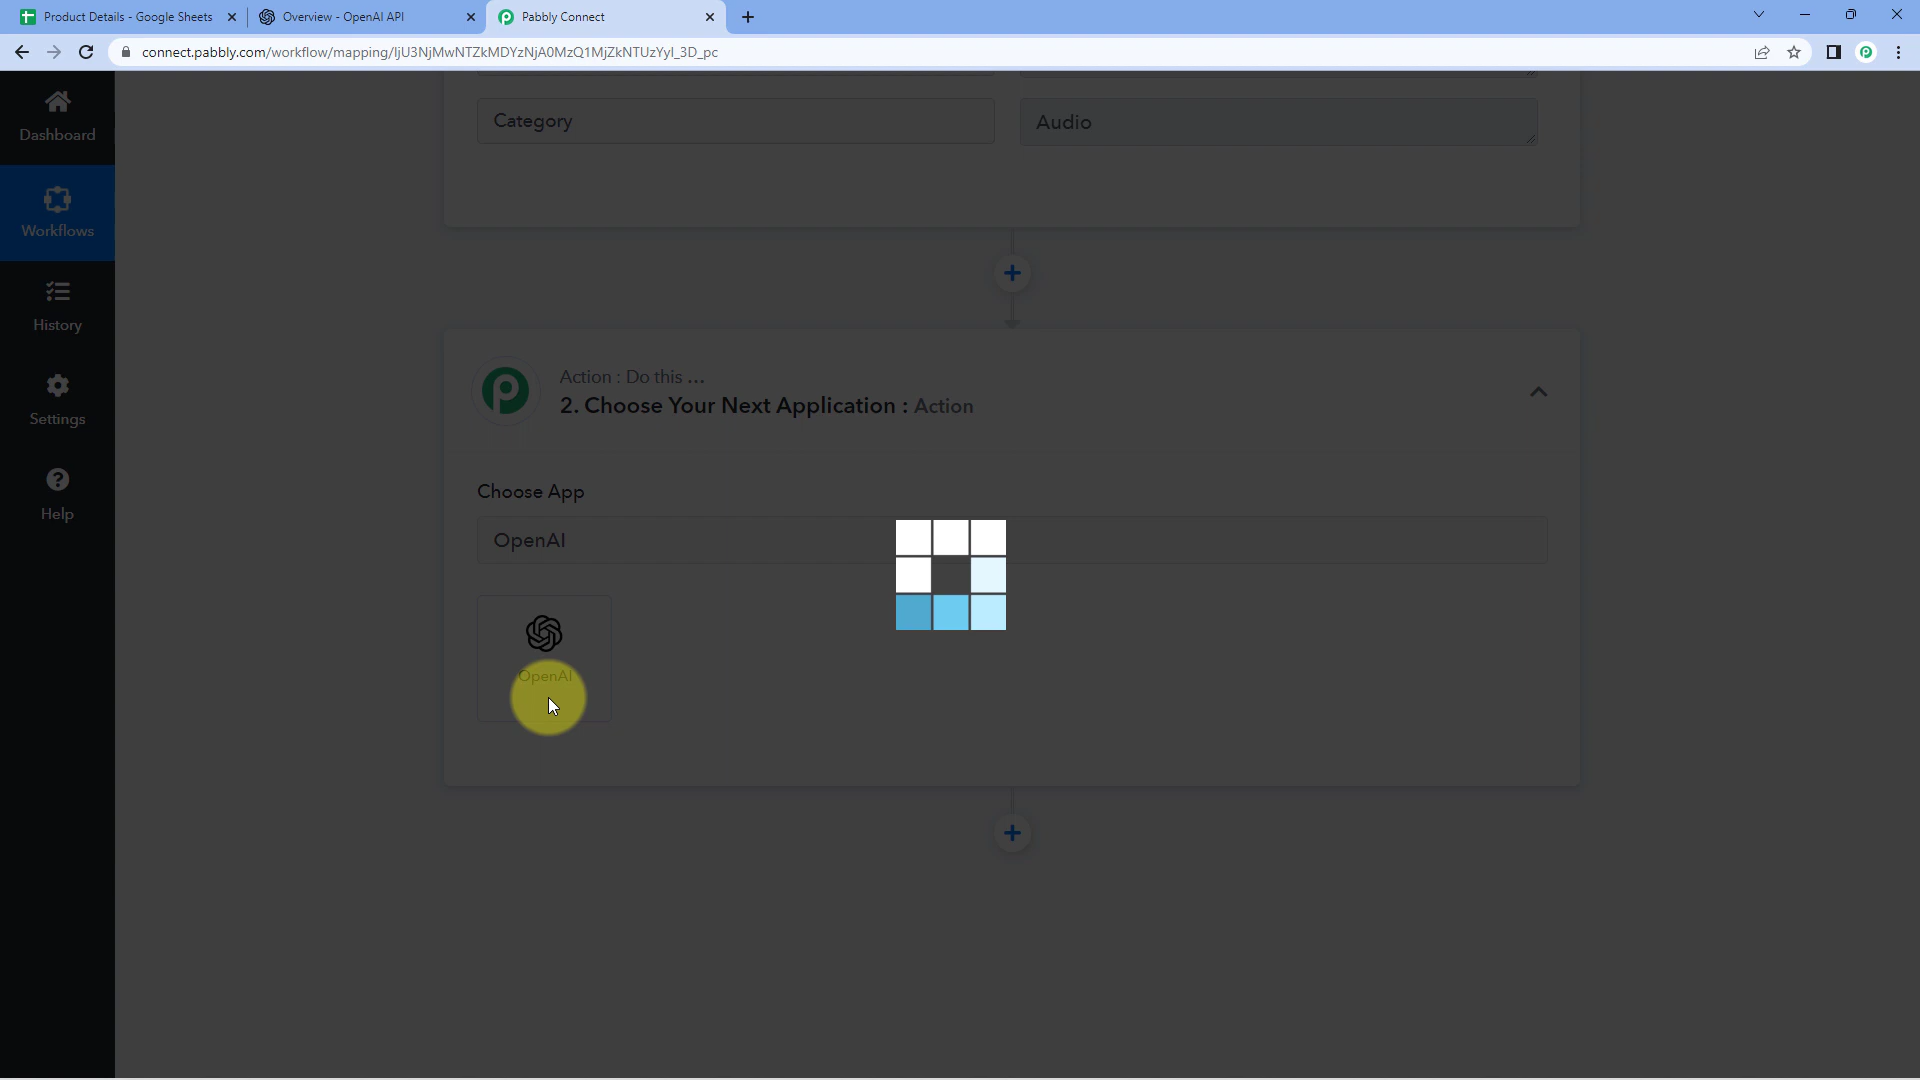 Product Details - Google Sheets
Overview - OpenAI API
Pabbly Connect
connect.pabbly.com/workflow/mapping/IjU3NjMwNTZkMDYzNjA0MzQ1MjZkNTUzYyI_3D_pc
Dashboard
Workflows
History
Settings
Help
Category
Audio
Action : Do this ...
2. Choose Your Next Application : Action
Choose App
OpenAI
OpenAI